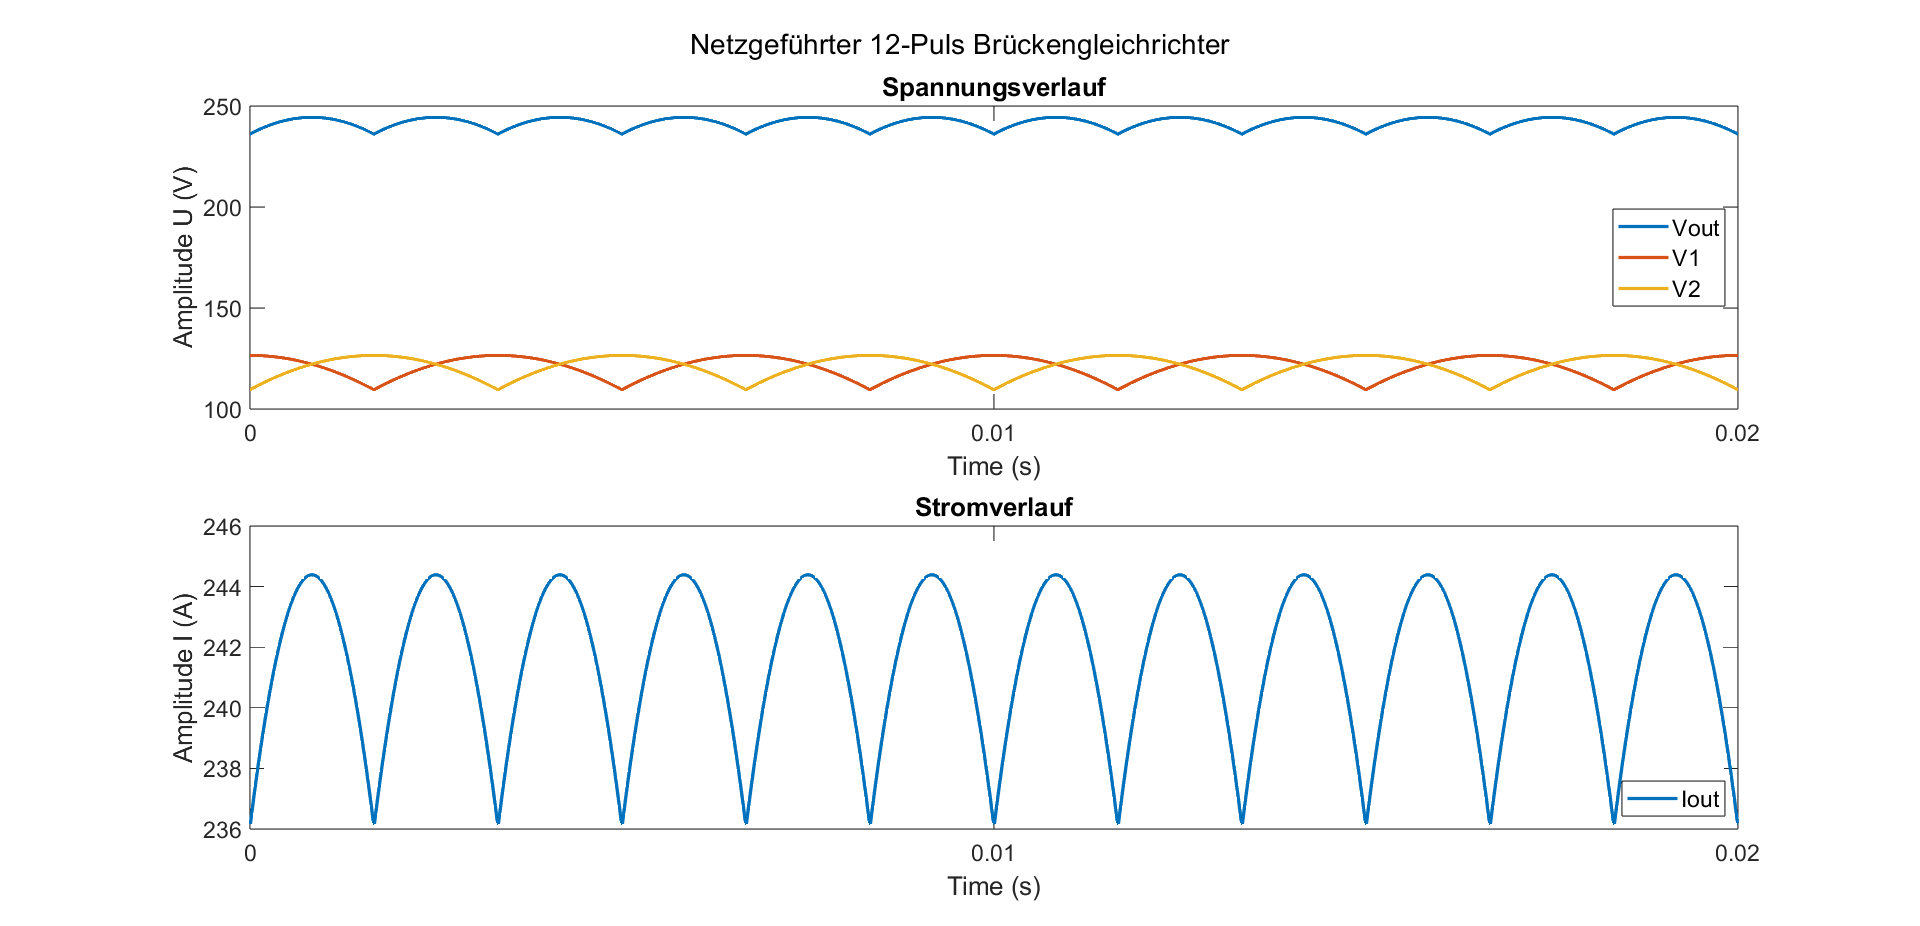 Netzgeführter 12-Puls Brückengleichrichter
Spannungsverlauf
250
200
150
100
Amplitude U (V)
Vout
V1
V2
0
0.01
0.02
Time (s)
Stromverlauf
246
244
242
240
238
236
Amplitude I (A)
Iout
0
0.01
0.02
Time (s)